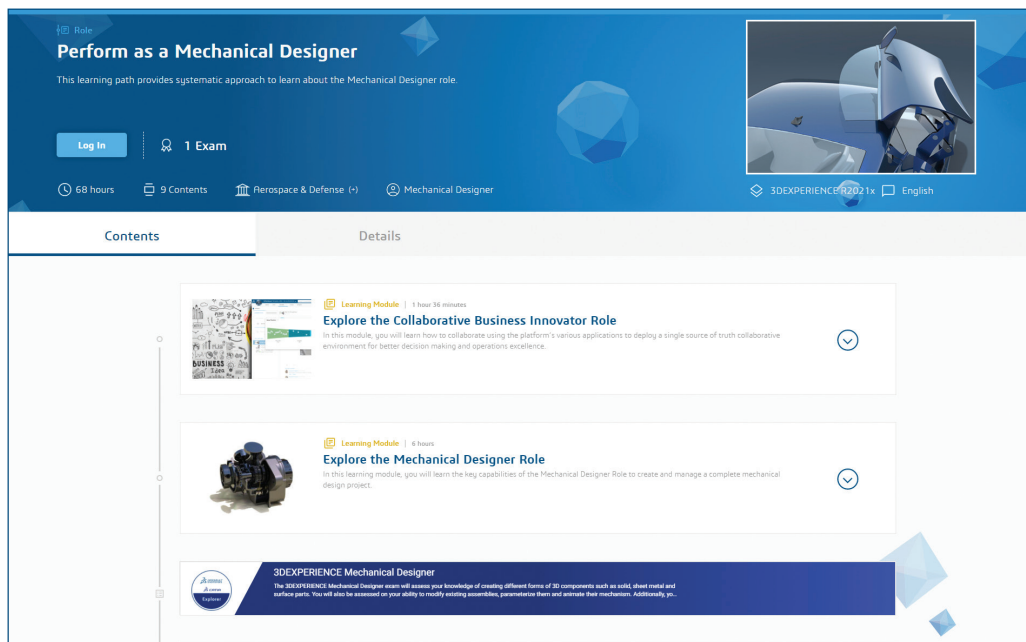 Role
Perform as a Mechanical Designer
This learning path provides systematic approach to learn about the Mechanical Designer role.
Log In
1 Exam
68 hours
9 Contents
Aerospace & Defense (+)
Mechanical Designer
3DEXPERIENCE R2021x
English
Contents
Details
Learning Module | 1 hour 36 minutes
Explore the Collaborative Business Innovator Role
In this module, you will learn how to collaborate using the platform's various applications to deploy a single source of truth collaborative
environment for better decision making and operations excellence.
PLAN
BUSINESS
Learning Module | 6 hours
Explore the Mechanical Designer Role
In this learning module, you will learn the key capabilities of the Mechanical Designer Role to create and manage a complete mechanical
design project.
3DEXPERIENCE Mechanical Designer
The 3DEXPERIENCE Mechanical Designer exam will assess your knowledge of creating different forms of 3D components such as solid, sheet metal and
surface parts. You will also be assessed on your ability to modify existing assemblies, parameterize them and animate their mechanism. Additionally, yo...
CATIA
Explorer